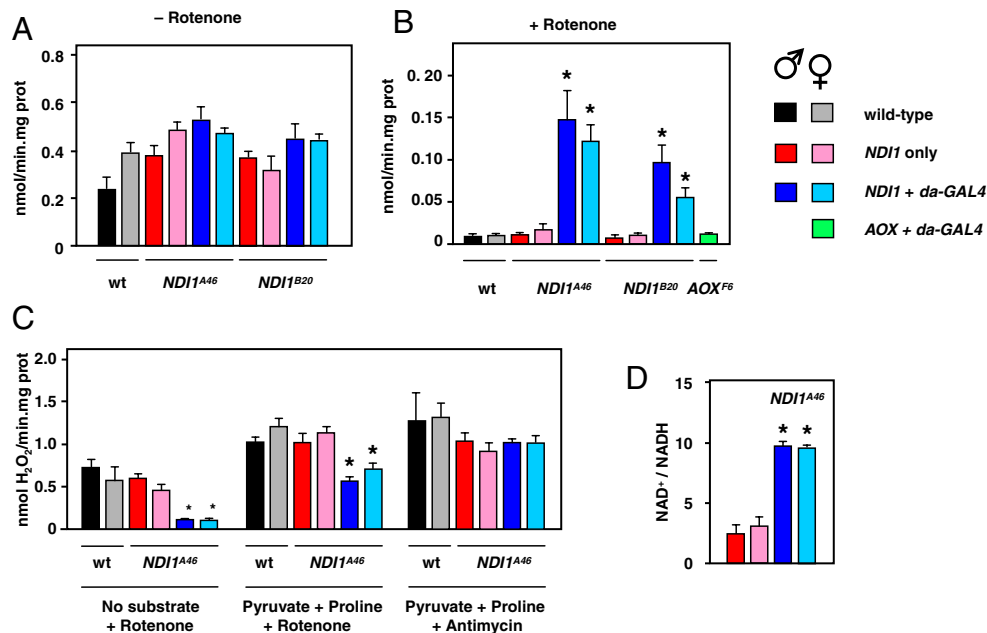 A
– Rotenone
nmol/min.mg prot
0.8
0.6
0.4
0.2
0
wt
NDI1A46
NDI1B20
B
+ Rotenone
nmol/min.mg prot
0. 20
0.15
0.10
0.05
0
*
*
*
*
wt
NDI1A46
NDI1B20
AOXF6
♂ ♀
wild-type
NDI1 only
NDI1 + da-GAL4
AOX + da-GAL4
C
nmol H2O2/min.mg prot
2.0
1.5
1.0
0.5
0
* *
* *
wt
NDI1A46
wt
NDI1A46
wt
NDI1A46
No substrate
+ Rotenone
Pyruvate + Proline
+ Rotenone
Pyruvate + Proline
+ Antimycin
D
NAD+ / NADH
15
10
5
0
NDI1A46
* *